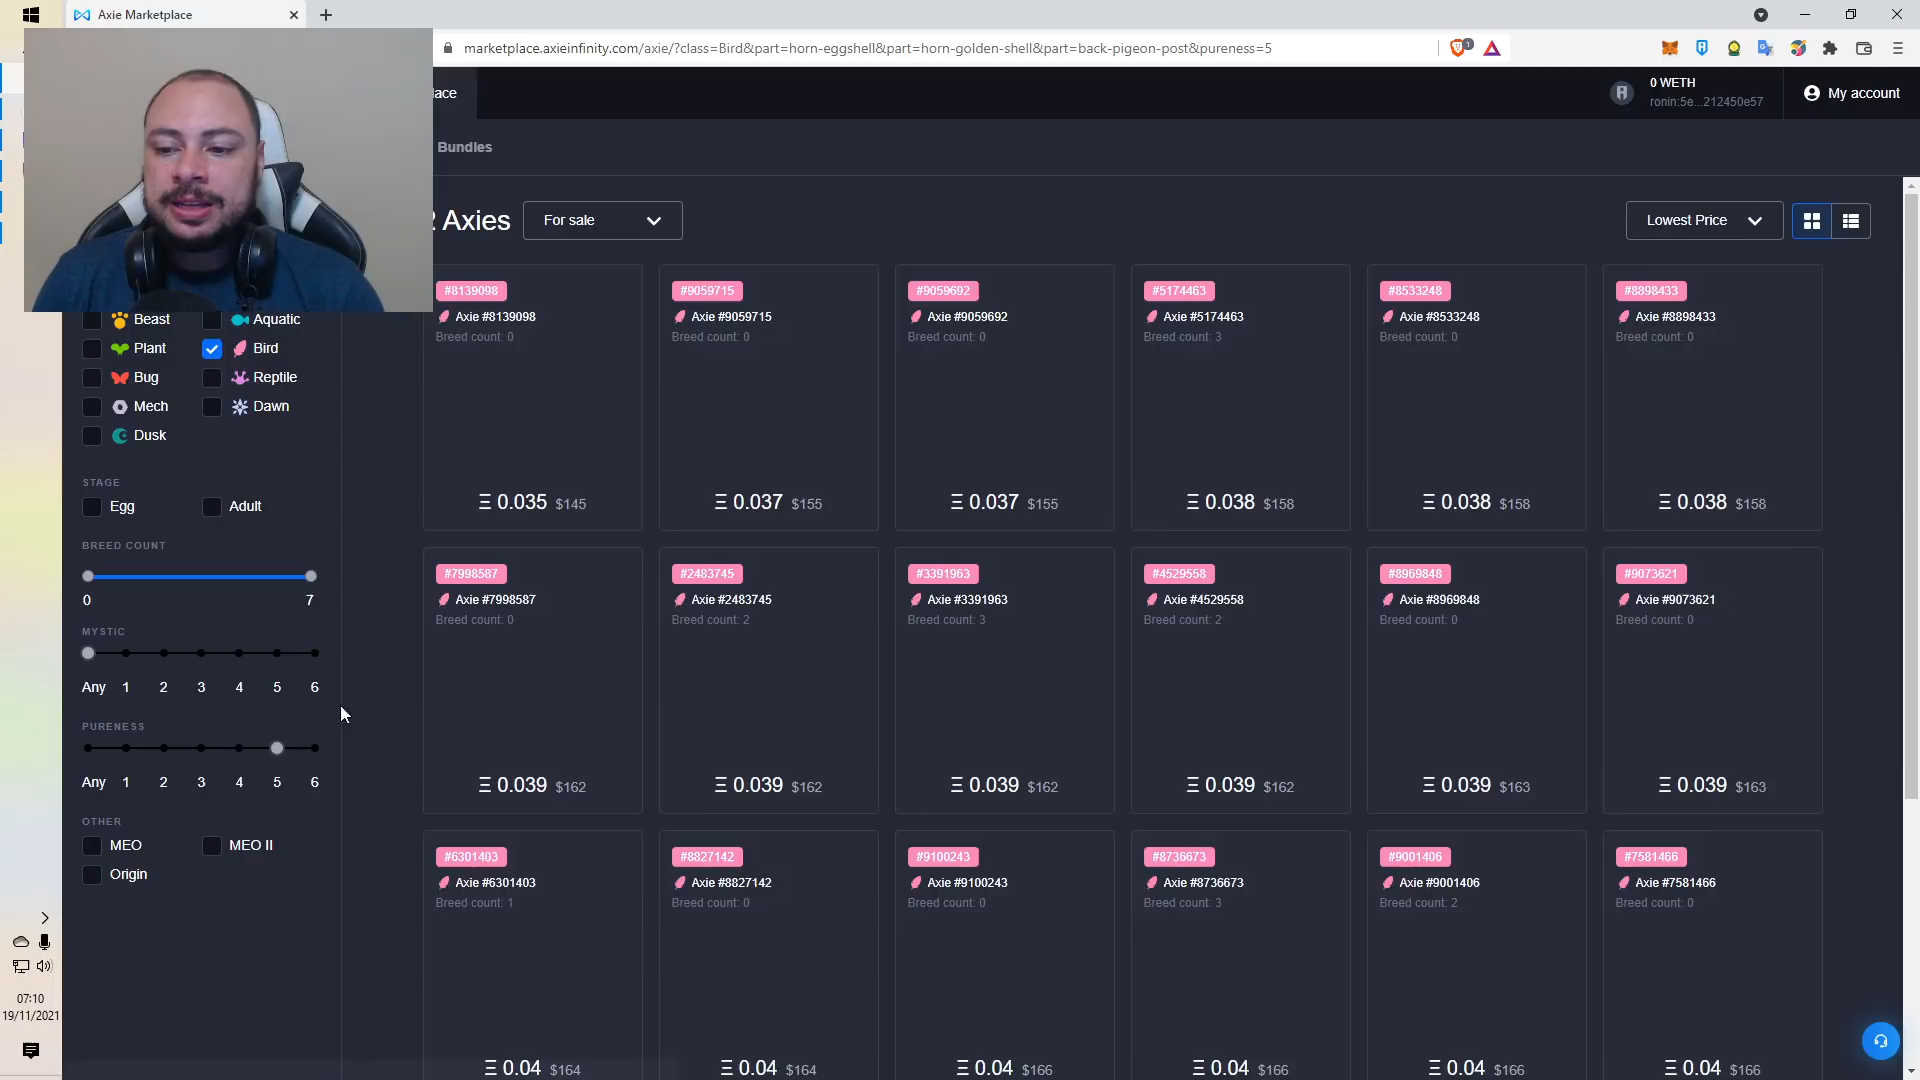 Axie Marketplace
marketplace.axieinfinity.com/axie/?class=Bird&part=horn-eggshell&part=horn-golden-shell&part=back-pigeon-post&pureness=5
1
lace
0 WETH
ronin:5e...212450e57
My account
Bundles
2 Axies
For sale
Lowest Price
Beast
Aquatic
Plant
Bird
Bug
Reptile
Mech
Dawn
Dusk
STAGE
Egg
Adult
BREED COUNT
0
7
MYSTIC
Any 1 2 3 4 5 6
PURENESS
Any 1 2 3 4 5 6
OTHER
MEO
MEO II
Origin
#8139098
Axie #8139098
Breed count: 0
Ξ 0.035 $145
#9059715
Axie #9059715
Breed count: 0
Ξ 0.037 $155
#9059692
Axie #9059692
Breed count: 0
Ξ 0.037 $155
#5174463
Axie #5174463
Breed count: 3
Ξ 0.038 $158
#8533248
Axie #8533248
Breed count: 0
Ξ 0.038 $158
#8898433
Axie #8898433
Breed count: 0
Ξ 0.038 $158
#7998587
Axie #7998587
Breed count: 0
Ξ 0.039 $162
#2483745
Axie #2483745
Breed count: 2
Ξ 0.039 $162
#3391963
Axie #3391963
Breed count: 3
Ξ 0.039 $162
#4529558
Axie #4529558
Breed count: 2
Ξ 0.039 $162
#8969848
Axie #8969848
Breed count: 0
Ξ 0.039 $163
#9073621
Axie #9073621
Breed count: 0
Ξ 0.039 $163
#6301403
Axie #6301403
Breed count: 1
Ξ 0.04 $164
#8827142
Axie #8827142
Breed count: 0
Ξ 0.04 $164
#9100243
Axie #9100243
Breed count: 0
Ξ 0.04 $166
#8736673
Axie #8736673
Breed count: 3
Ξ 0.04 $166
#9001406
Axie #9001406
Breed count: 2
Ξ 0.04 $166
#7581466
Axie #7581466
Breed count: 0
Ξ 0.04 $166
07:10
19/11/2021